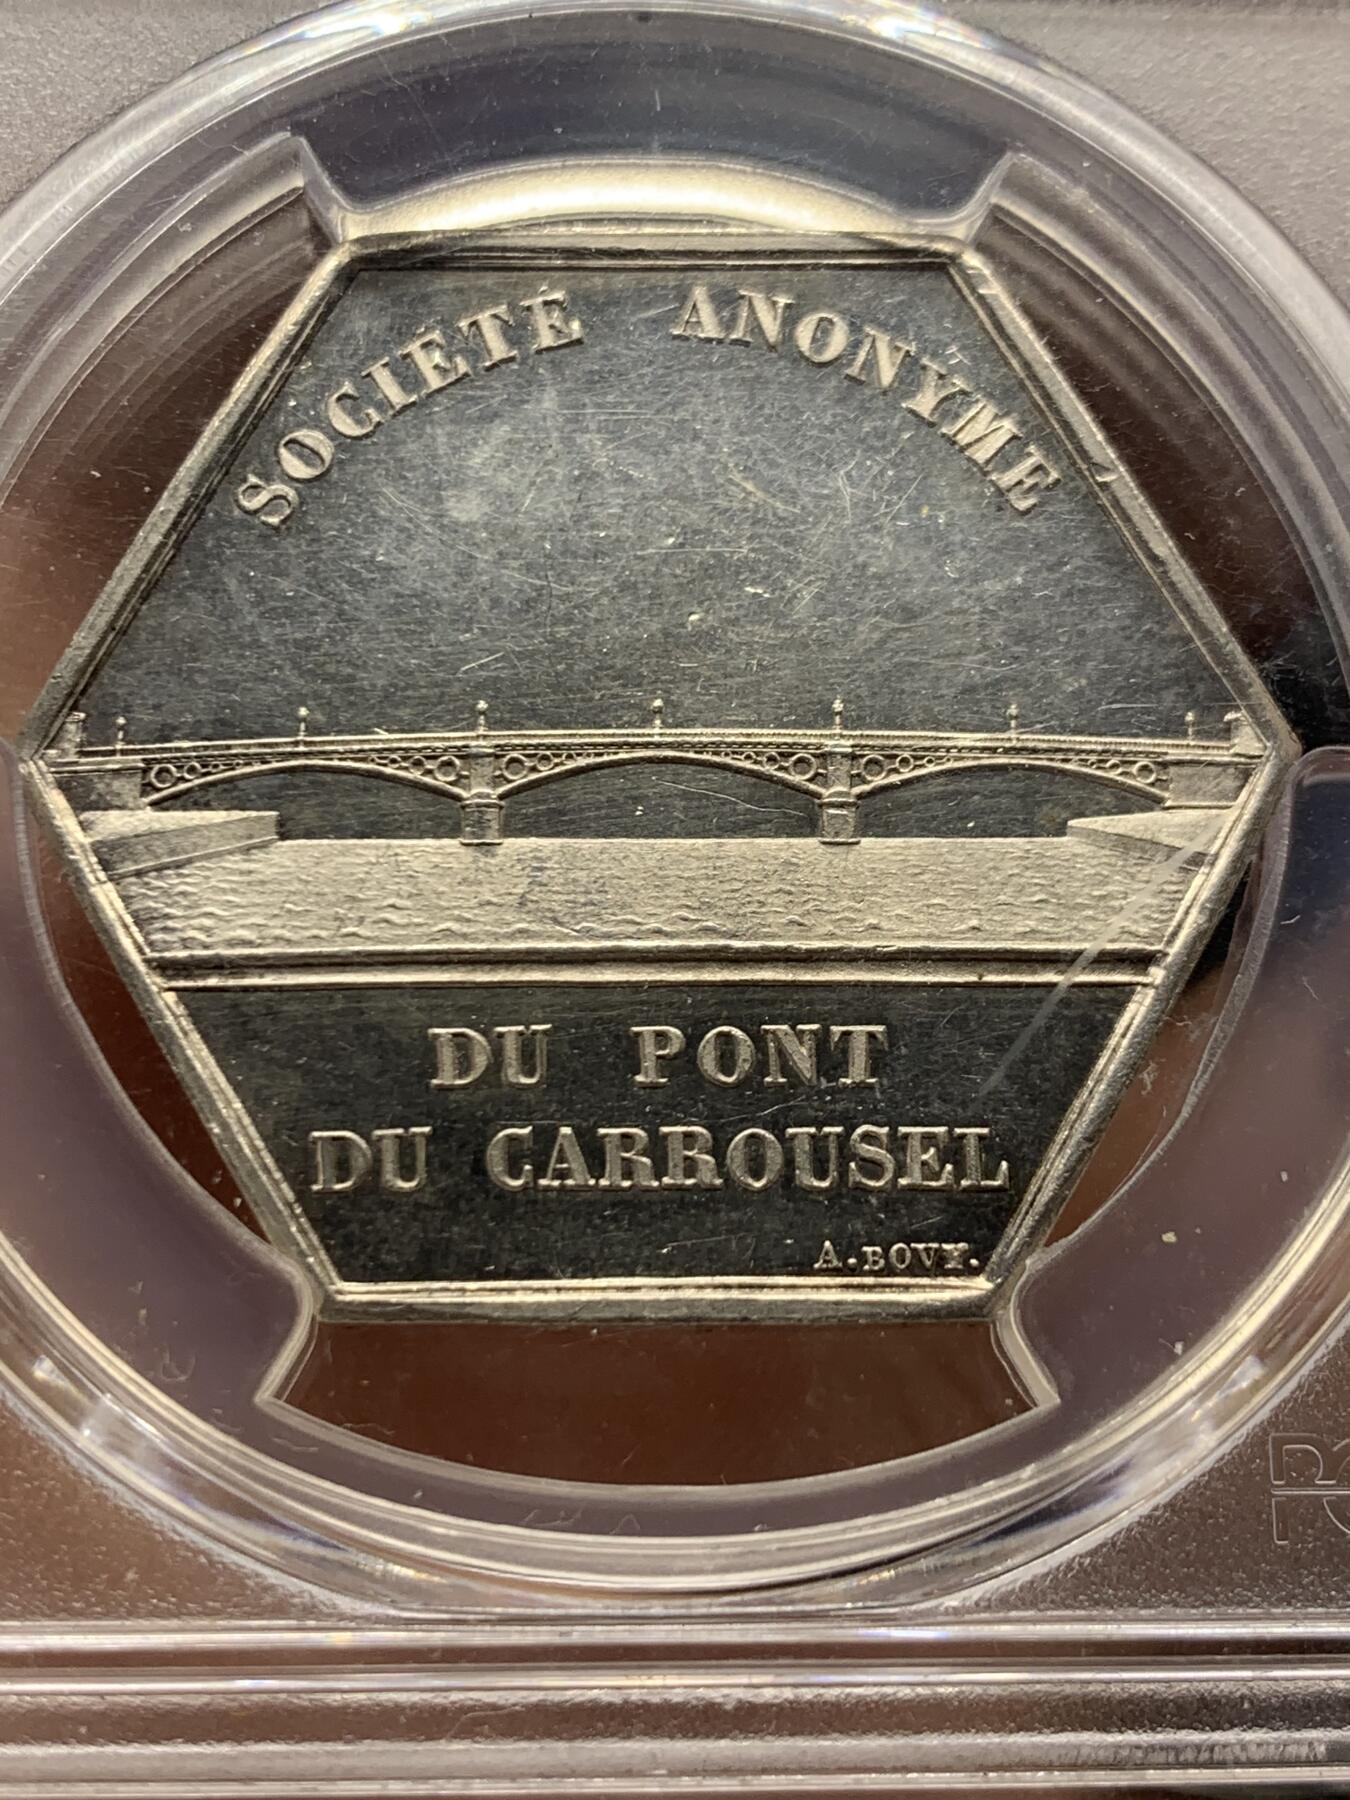 SOCIÉTÉ ANONYME
DU PONT
DU CARROUSEL
A. BOVY.